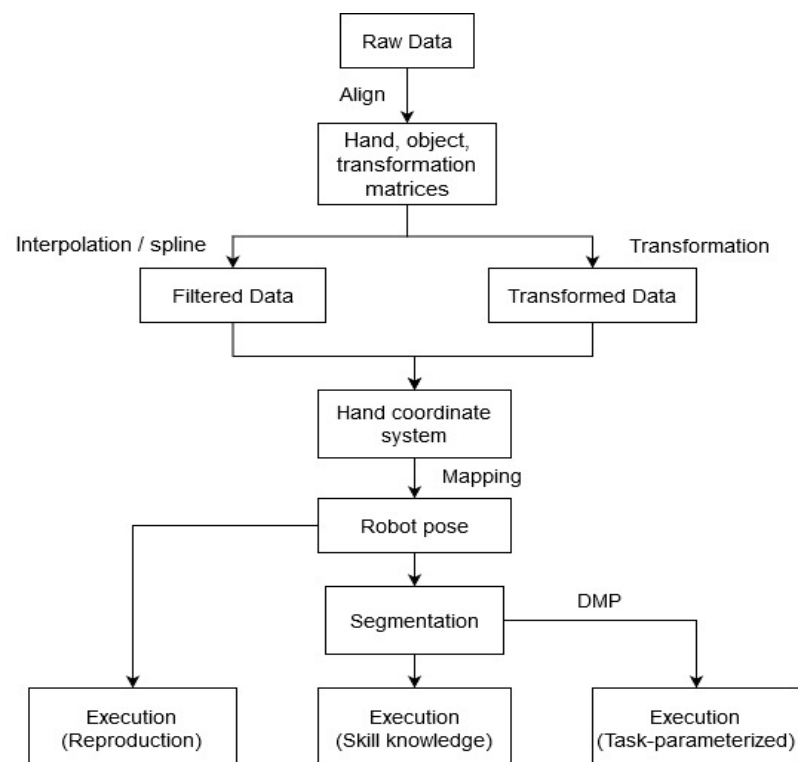 Raw Data
Align
Hand, object,
transformation
matrices
Interpolation / spline
Transformation
Filtered Data
Transformed Data
Hand coordinate
system
Mapping
Robot pose
DMP
Segmentation
Execution
(Reproduction)
Execution
(Skill knowledge)
Execution
(Task-parameterized)